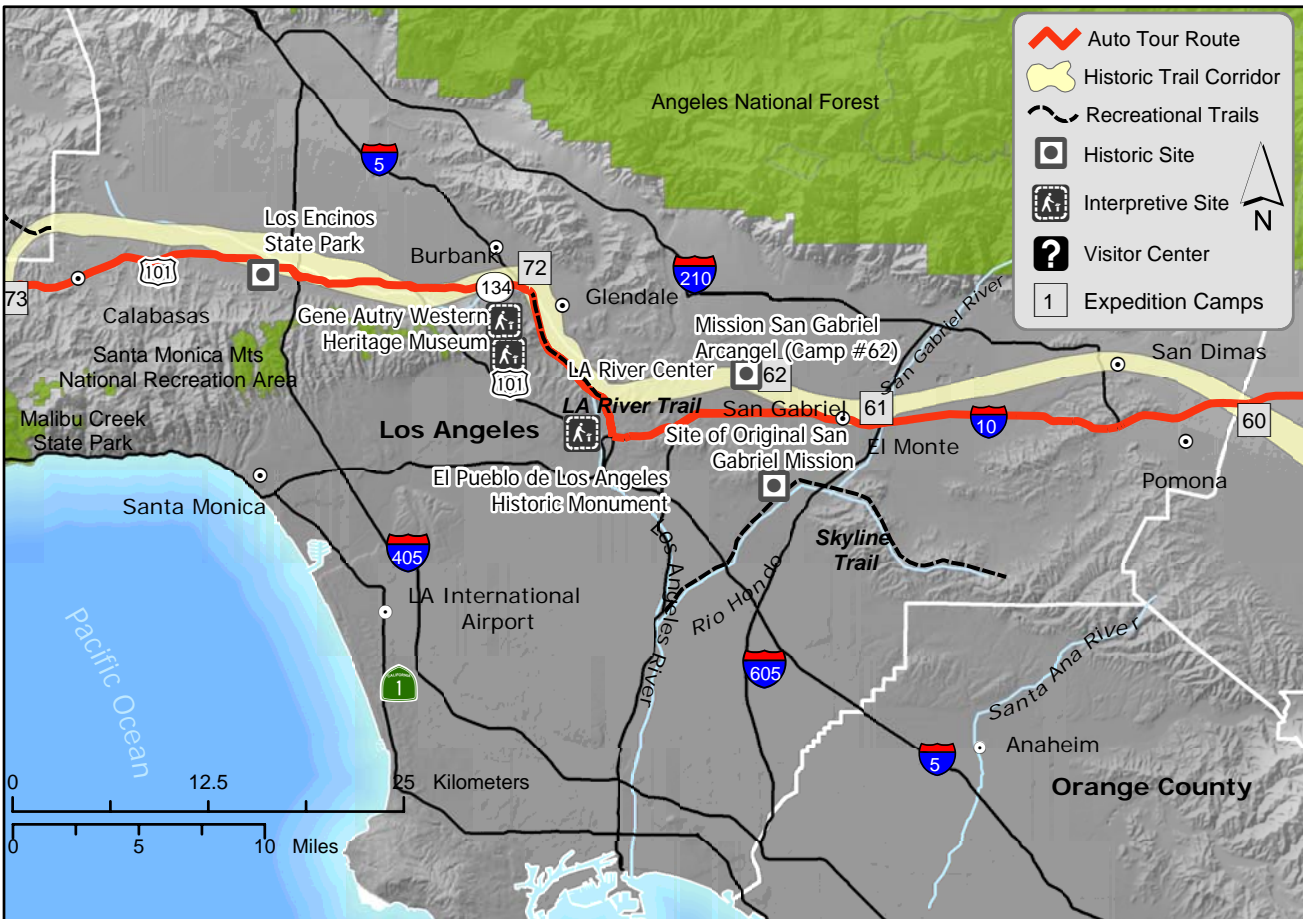 Auto Tour Route
Historic Trail Corridor
Recreational Trails
Historic Site
Interpretive Site
N
?
Visitor Center
1
Expedition Camps
Angeles National Forest
5
Los Encinos
State Park
Burbank
72
101
134
210
Glendale
73
Calabasas
Gene Autry Western
Heritage Museum
Mission San Gabriel
Arcangel (Camp #62)
San Gabriel River
San Dimas
Santa Monica Mts
National Recreation Area
101
LA River Center
62
LA River Trail
San Gabriel
61
10
60
Malibu Creek
State Park
Los Angeles
Site of Original San
Gabriel Mission
El Monte
Pomona
El Pueblo de Los Angeles
Historic Monument
Santa Monica
Skyline
Trail
405
Los Angeles River
Rio Hondo
LA International
Airport
Pacific Ocean
1
605
Santa Ana River
Anaheim
5
Orange County
0
12.5
25
Kilometers
0
5
10
Miles
CALIFORNIA